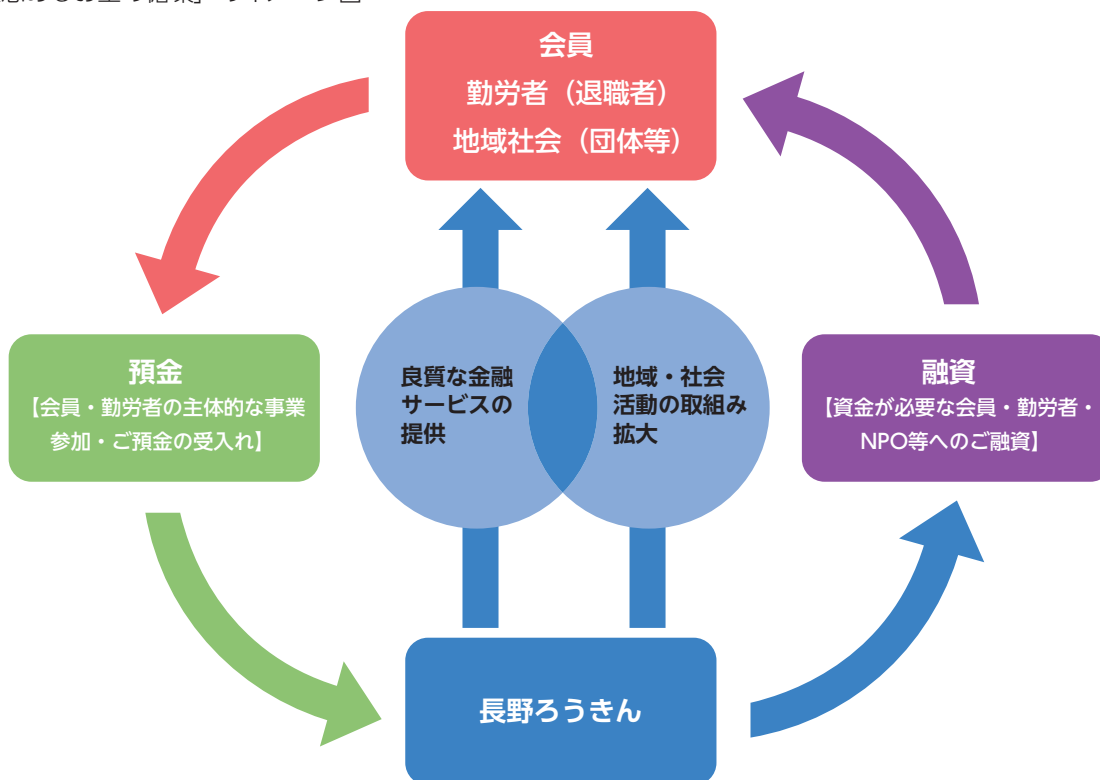 会員
勤労者（退職者）
地域社会（団体等）
預金
【会員・勤労者の主体的な事業
参加・ご預金の受入れ】
良質な金融
サービスの
提供
地域・社会
活動の取組み
拡大
融資
【資金が必要な会員・勤労者・
NPO等へのご融資】
長野ろうきん